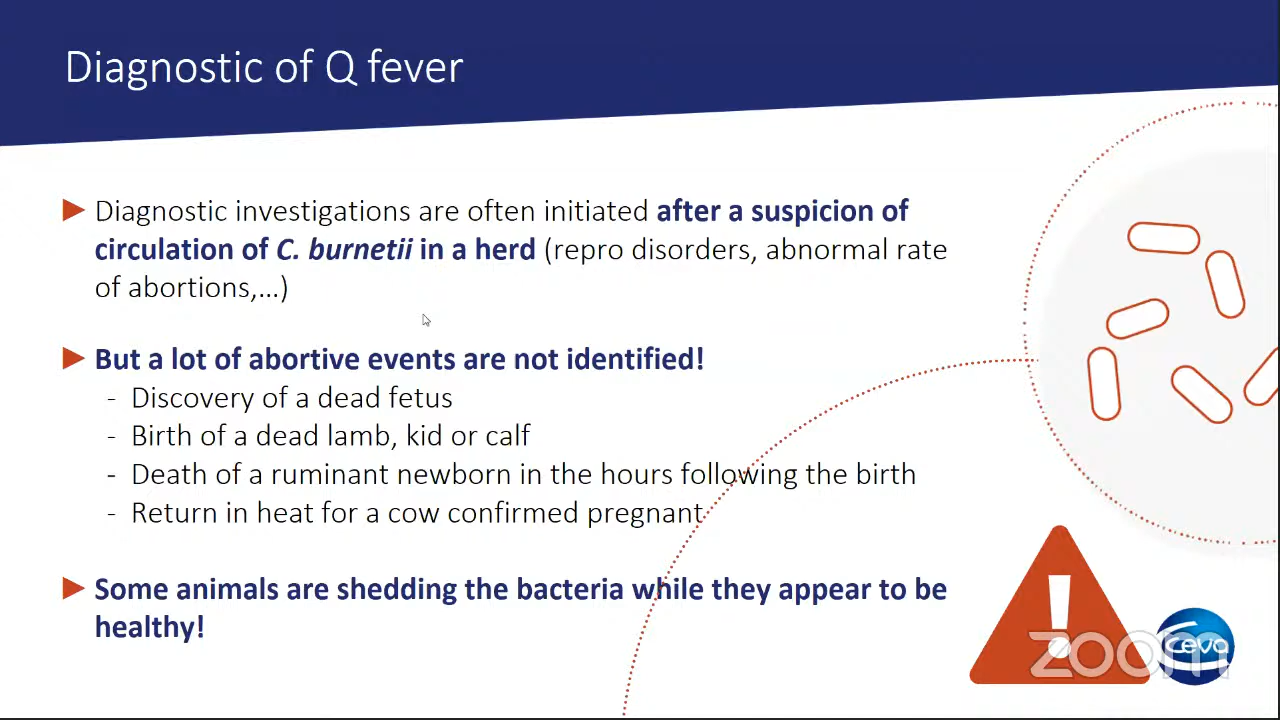 Diagnostic of Q fever
Diagnostic investigations are often initiated after a suspicion of
circulation of C. burnetii in a herd (repro disorders, abnormal rate
of abortions,...)
But a lot of abortive events are not identified!
- Discovery of a dead fetus
- Birth of a dead lamb, kid or calf
- Death of a ruminant newborn in the hours following the birth
- Return in heat for a cow confirmed pregnant
Some animals are shedding the bacteria while they appear to be
healthy!
!
zoom
ceva